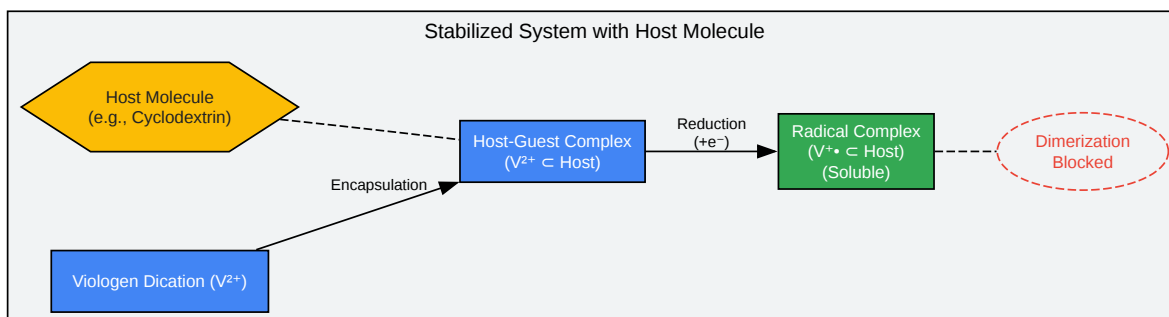 Stabilized System with Host Molecule
Host Molecule
(e.g., Cyclodextrin)
Encapsulation
Viologen Dication (V²⁺)
Host-Guest Complex
(V²⁺ ⊂ Host)
Reduction
(+e⁻)
Radical Complex
(V⁺• ⊂ Host)
(Soluble)
Dimerization
Blocked